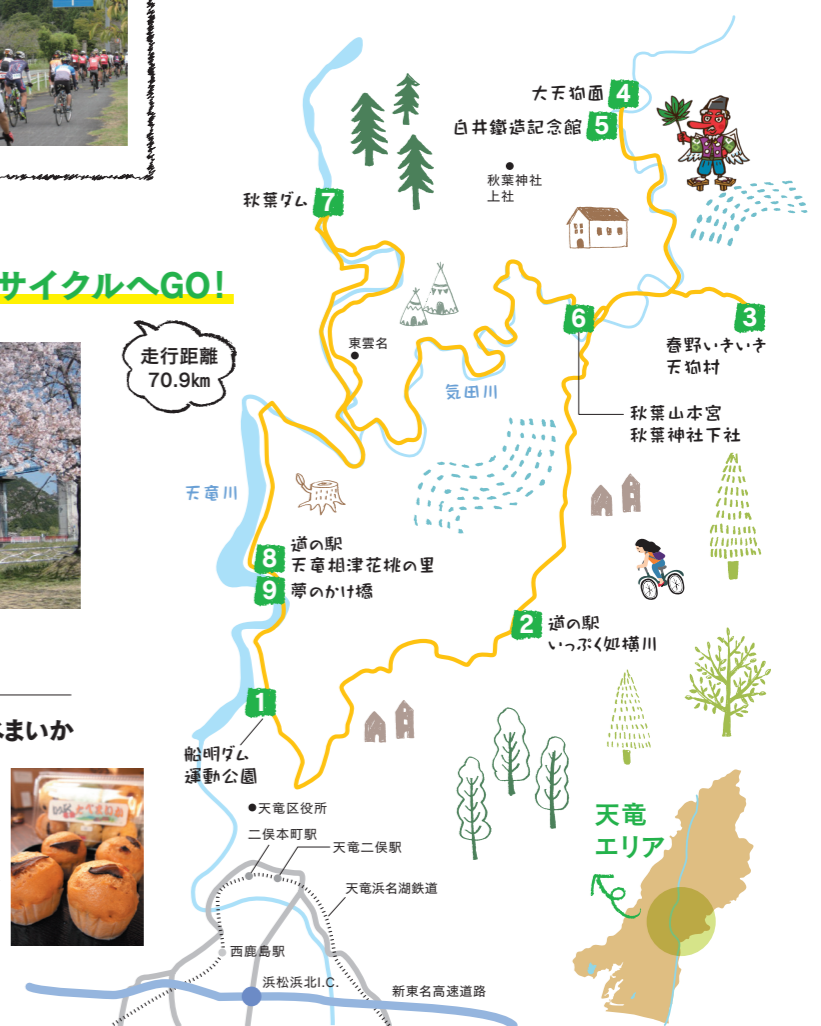 大天狗面
4
白井鐵造記念館
5
秋葉神社
上社
秋葉ダム
7
サイクルへGO!
走行距離
70.9km
東雲名
気田川
6
3
春野いきいき
天狗村
秋葉山本宮
秋葉神社下社
天竜川
8
道の駅
天竜相津花桃の里
9
夢のかけ橋
2
道の駅
いっぷく処横川
1
船明ダム
運動公園
まいか
天竜区役所
二俣本町駅
天竜二俣駅
天竜浜名湖鉄道
西鹿島駅
浜松浜北I.C.
新東名高速道路
天竜
エリア